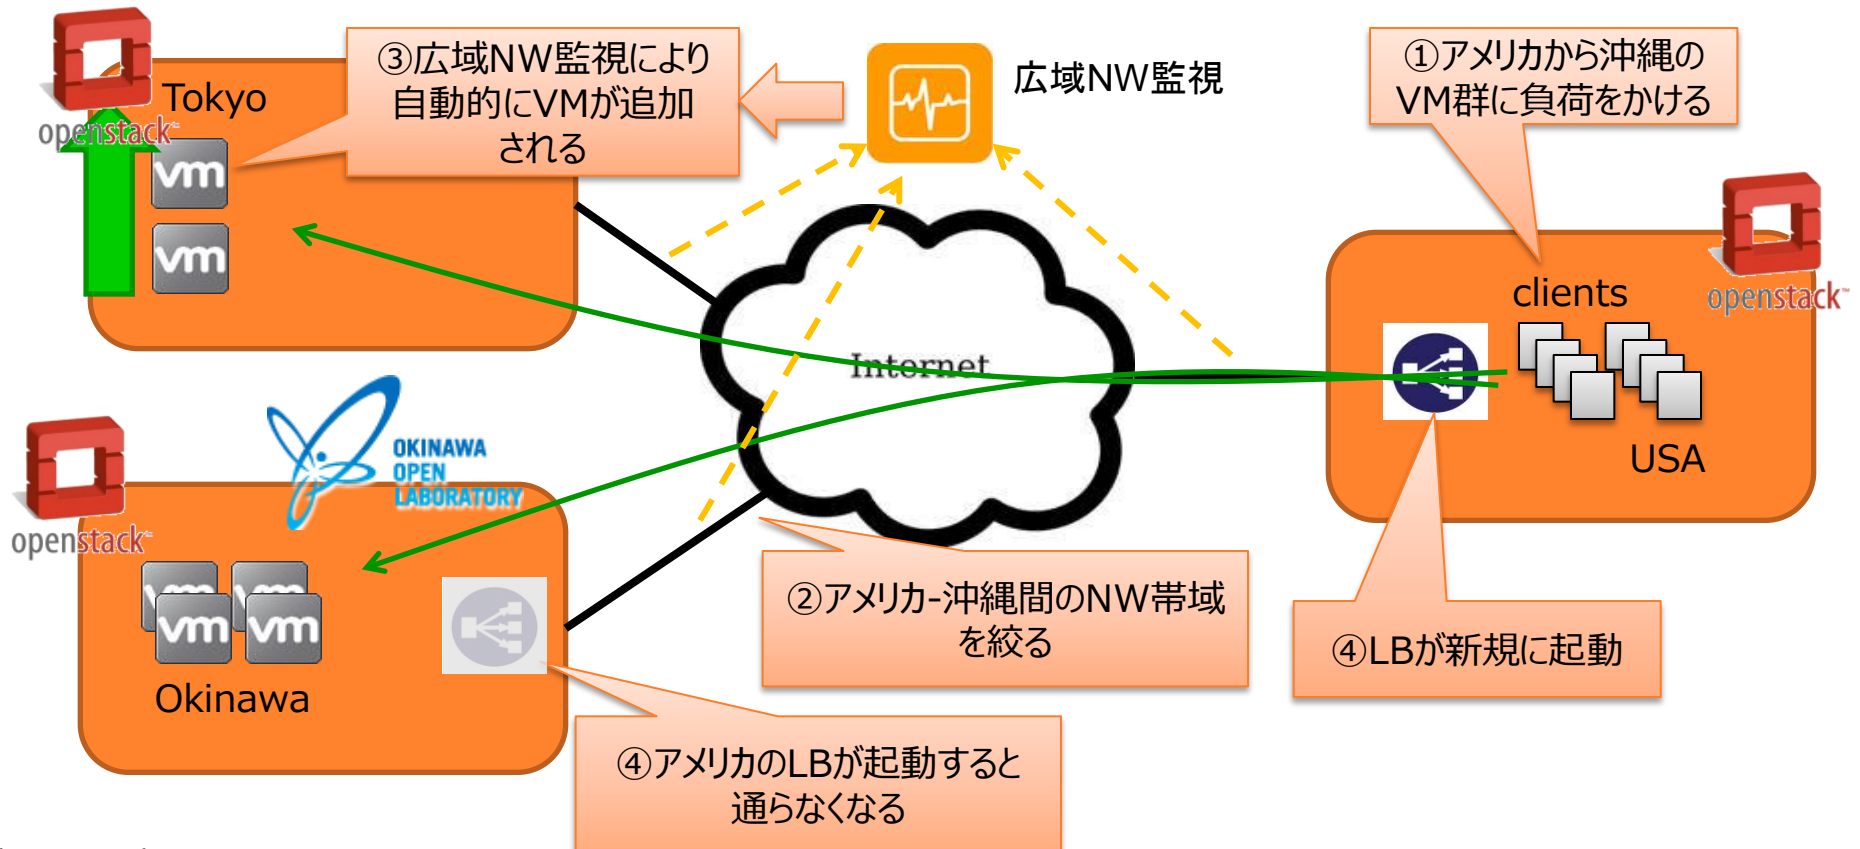 openstack™
Tokyo
vm
vm
③広域NW監視により
自動的にVMが追加
される
広域NW監視
①アメリカから沖縄の
VM群に負荷をかける
openstack™
clients
USA
Internet
OKINAWA
OPEN
LABORATORY
openstack™
vm
vm
vm
vm
Okinawa
②アメリカ-沖縄間のNW帯域
を絞る
④LBが新規に起動
④アメリカのLBが起動すると
通らなくなる